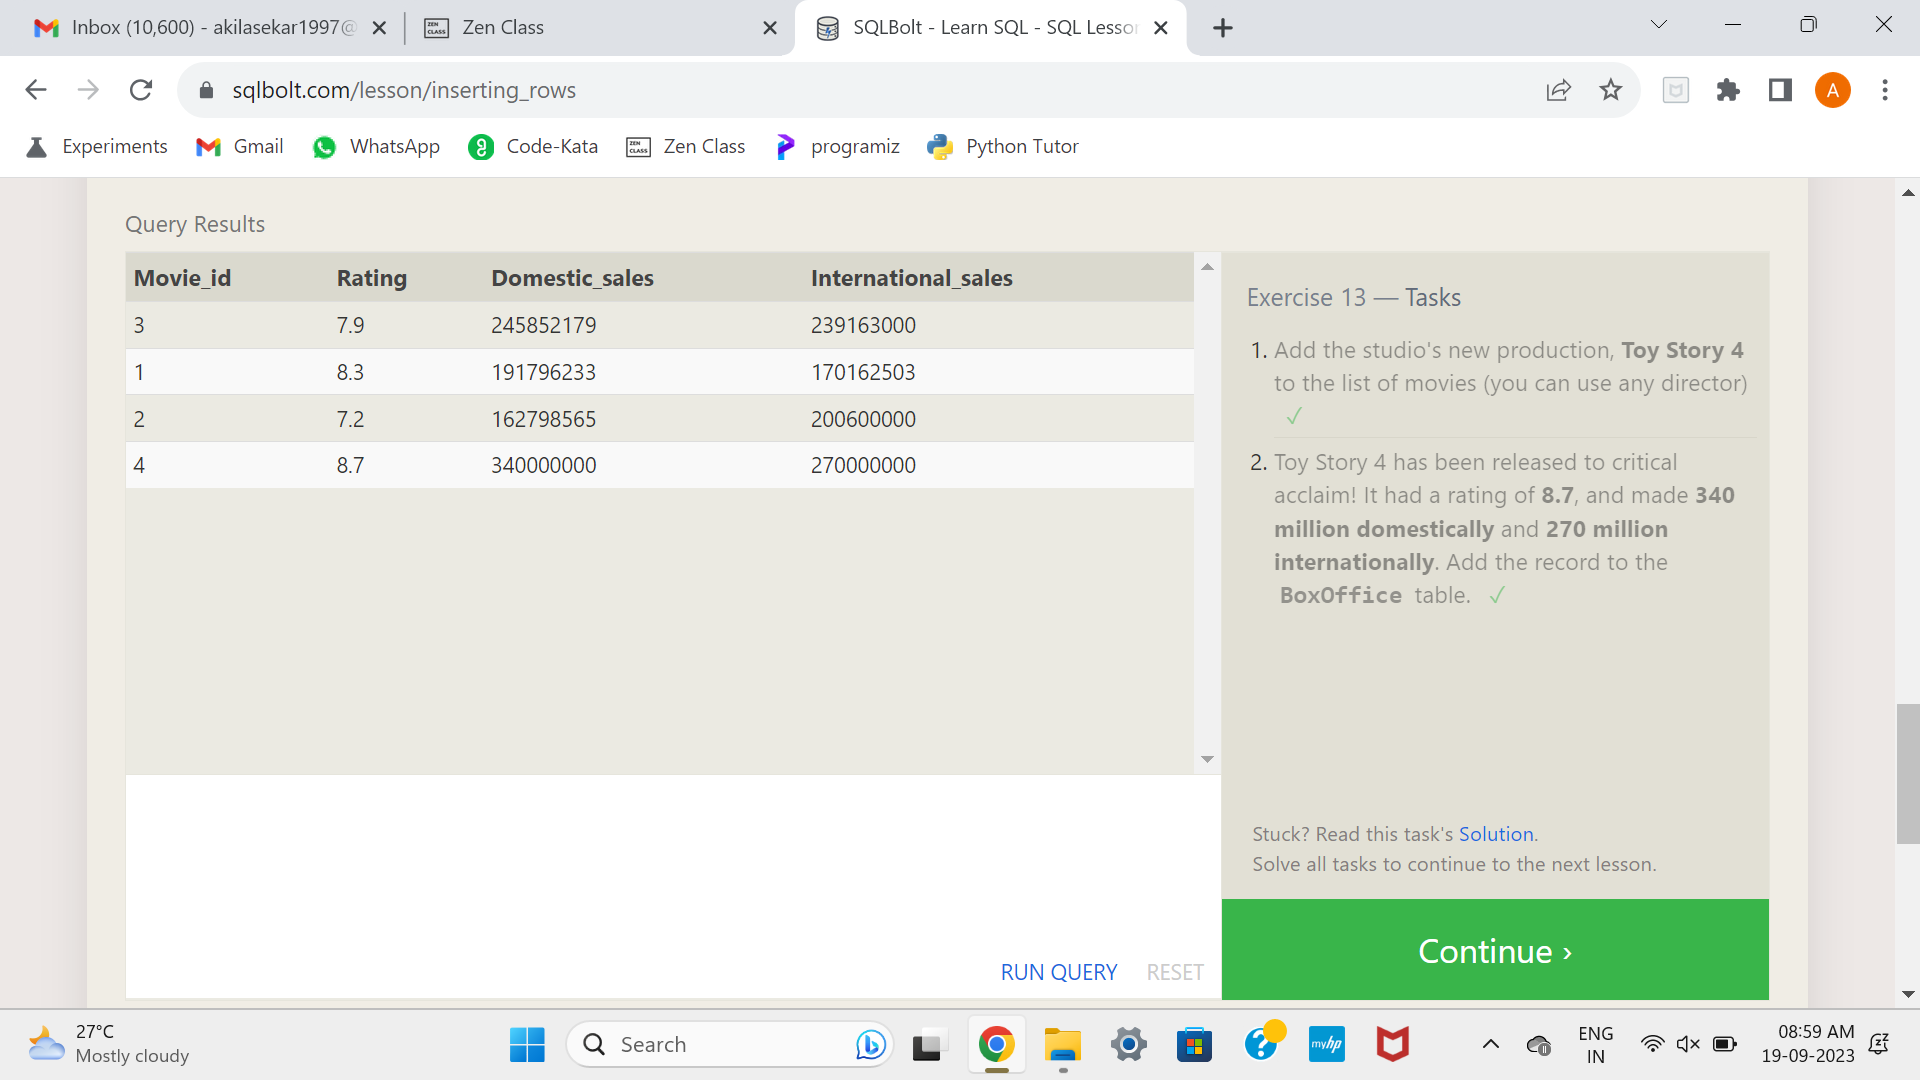 Inbox (10,600) - akilasekar1997@
ZEN CLASS
Zen Class
SQLBolt - Learn SQL - SQL Lesson
sqlbolt.com/lesson/inserting_rows
A
Experiments
Gmail
WhatsApp
Code-Kata
ZEN CLASS
Zen Class
programiz
Python Tutor
Query Results
Movie_id Rating Domestic_sales International_sales
3 7.9 245852179 239163000
1 8.3 191796233 170162503
2 7.2 162798565 200600000
4 8.7 340000000 270000000
Exercise 13 — Tasks
1. Add the studio's new production, Toy Story 4
to the list of movies (you can use any director)
✓
2. Toy Story 4 has been released to critical
acclaim! It had a rating of 8.7, and made 340
million domestically and 270 million
internationally. Add the record to the
BoxOffice table. ✓
Stuck? Read this task's Solution.
Solve all tasks to continue to the next lesson.
RUN QUERY RESET
Continue ›
27°C
Mostly cloudy
Search
myhp
ENG
IN
08:59 AM
19-09-2023